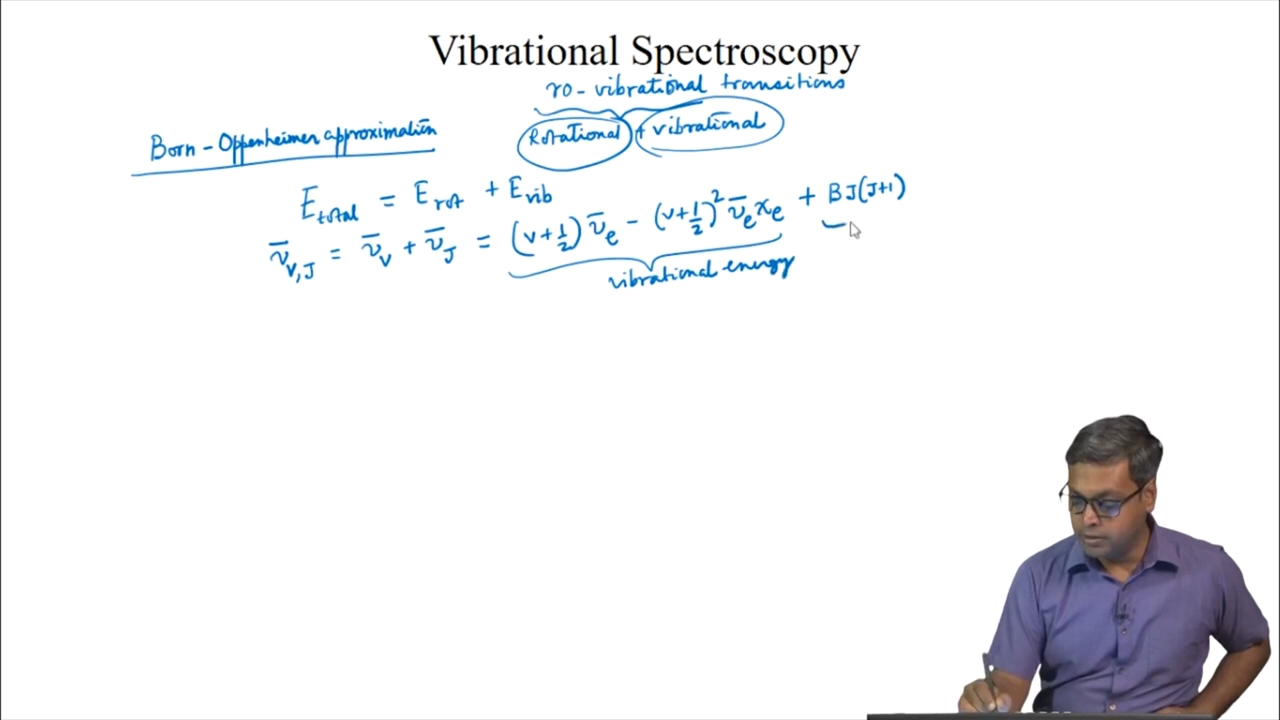 Vibrational Spectroscopy
ro - vibrational transitions
Born - Oppenheimer approximation
Rotational + vibrational
E_total = E_rot + E_vib
ν̄_v,J = ν̄_v + ν̄_J = (v+1/2) ν̄_e - (v+1/2)² ν̄_e x_e + BJ(J+1)
vibrational energy